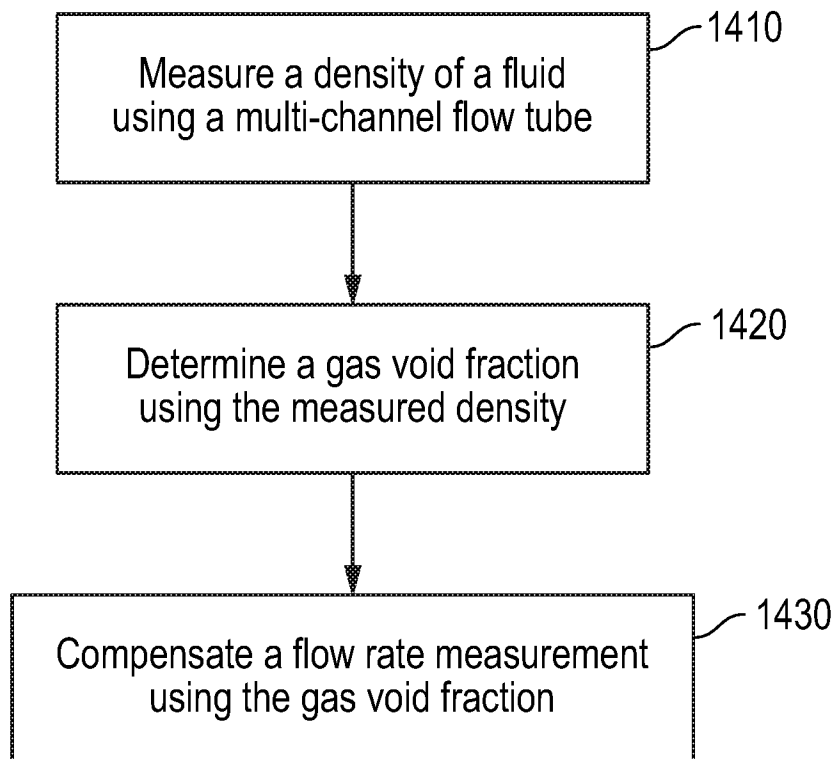 1410
Measure a density of a fluid
using a multi-channel flow tube
1420
Determine a gas void fraction
using the measured density
1430
Compensate a flow rate measurement
using the gas void fraction